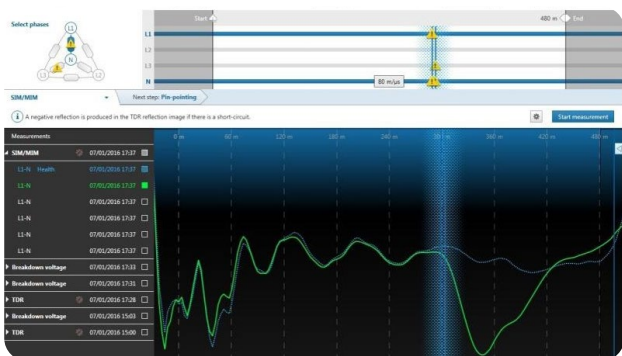 Select phases
L1
N
L3
L2
Start
480 m
End
L1
L2
L3
N
80 m/µs
SIM/MIM
Next step: Pin-pointing
A negative reflection is produced in the TDR reflection image if there is a short-circuit.
Start measurement
Measurements
SIM/MIM 07/01/2016 17:37
L1-N Health 07/01/2016 17:37
L1-N 07/01/2016 17:37
L1-N 07/01/2016 17:37
L1-N 07/01/2016 17:37
L1-N 07/01/2016 17:37
L1-N 07/01/2016 17:37
Breakdown voltage 07/01/2016 17:33
Breakdown voltage 07/01/2016 17:31
TDR 07/01/2016 17:28
Breakdown voltage 07/01/2016 15:03
TDR 07/01/2016 15:00
0 m 60 m 120 m 180 m 240 m 300 m 360 m 420 m 480 m